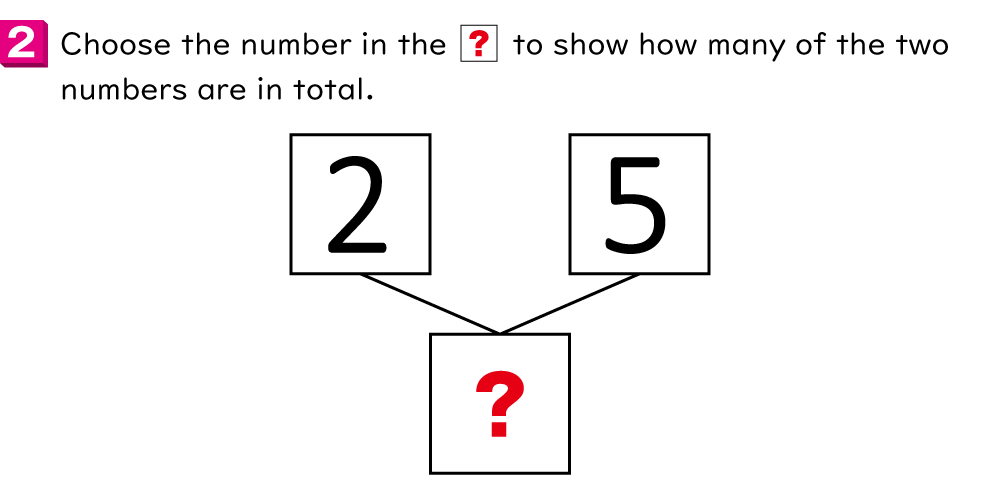 2 Choose the number in the ? to show how many of the two
numbers are in total.
2 5
?